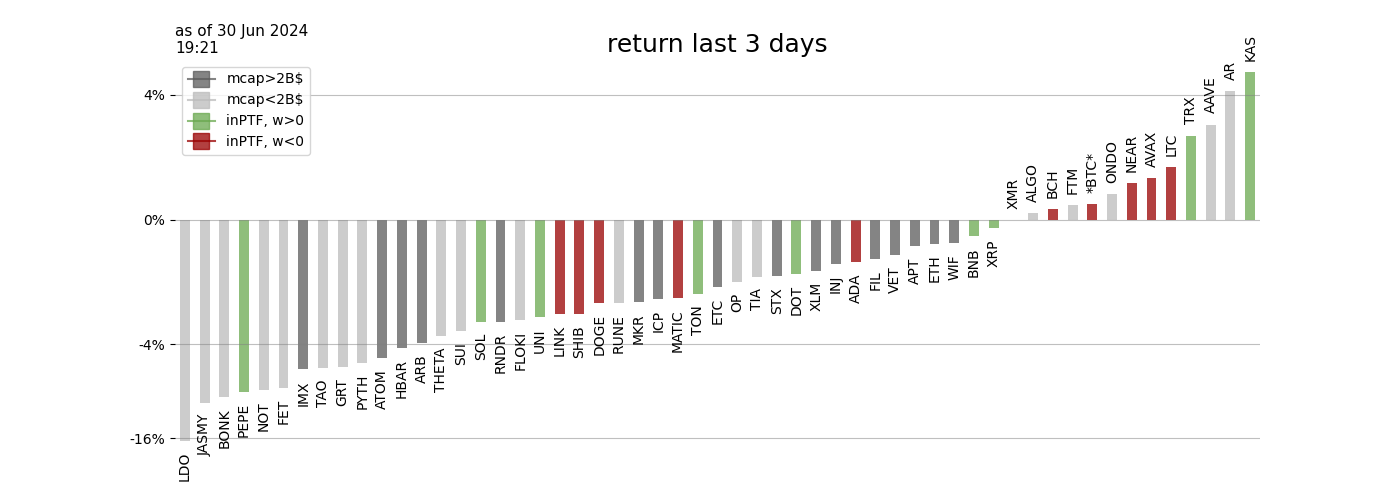 as of 30 Jun 2024
19:21
return last 3 days
mcap>2B$
mcap<2B$
inPTF, w>0
inPTF, w<0
4%
0%
-4%
-16%
LDO
JASMY
BONK
PEPE
NOT
FET
IMX
TAO
GRT
PYTH
ATOM
HBAR
ARB
THETA
SUI
SOL
RNDR
FLOKI
UNI
LINK
SHIB
DOGE
RUNE
MKR
ICP
MATIC
TON
ETC
OP
TIA
STX
DOT
XLM
INJ
ADA
FIL
VET
APT
ETH
WIF
BNB
XRP
XMR
ALGO
BCH
FTM
*BTC*
ONDO
NEAR
AVAX
LTC
TRX
AAVE
AR
KAS